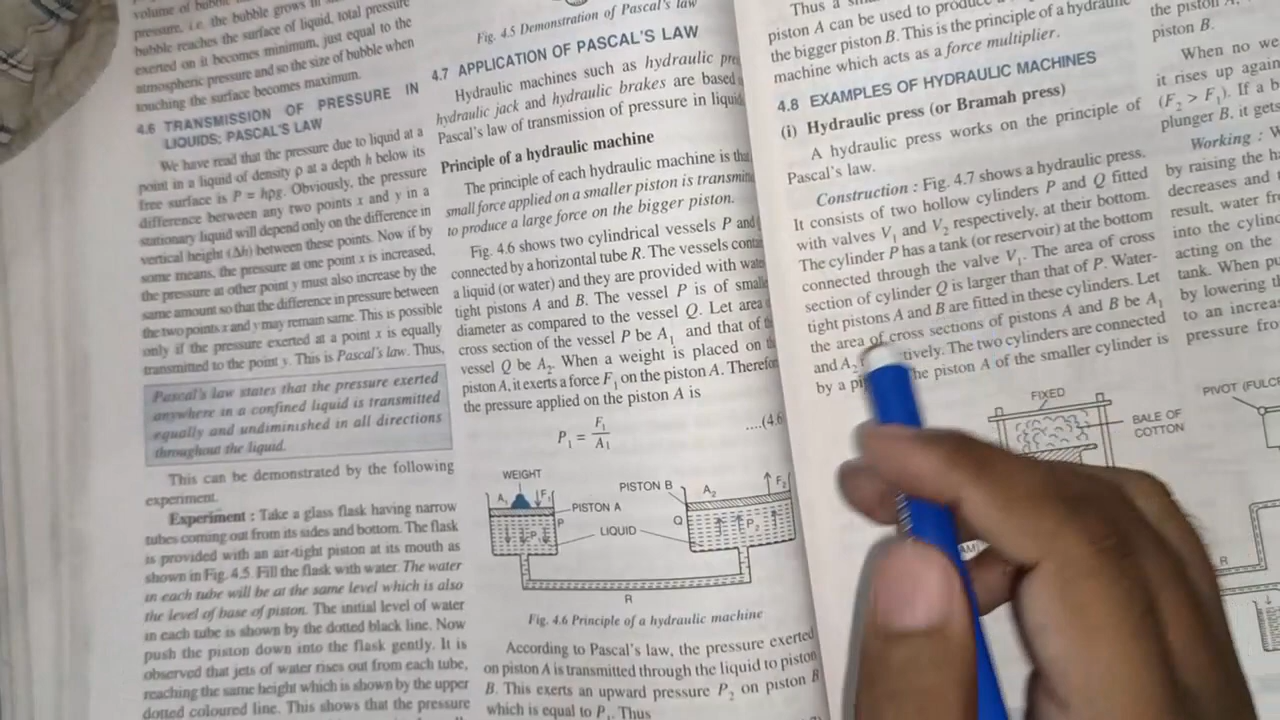 volume of bubble
pressure, i.e. the bubble grows in
bubble reaches the surface of liquid, total pressure
exerted on it becomes minimum, just equal to the
atmospheric pressure and so the size of bubble when
touching the surface becomes maximum.
4.6 TRANSMISSION OF PRESSURE IN
LIQUIDS; PASCAL'S LAW
We have read that the pressure due to liquid at a
point in a liquid of density ρ at a depth h below its
free surface is P = hρg. Obviously, the pressure
difference between any two points x and y in a
stationary liquid will depend only on the difference in
vertical height (Δh) between these points. Now if by
some means, the pressure at one point x is increased,
the pressure at other point y must also increase by the
same amount so that the difference in pressure between
the two points x and y may remain same. This is possible
only if the pressure exerted at a point x is equally
transmitted to the point y. This is Pascal's law. Thus,
Pascal's law states that the pressure exerted
anywhere in a confined liquid is transmitted
equally and undiminished in all directions
throughout the liquid.
This can be demonstrated by the following
experiment.
Experiment : Take a glass flask having narrow
tubes coming out from its sides and bottom. The flask
is provided with an air-tight piston at its mouth as
shown in Fig. 4.5. Fill the flask with water. The water
in each tube will be at the same level which is also
the level of base of piston. The initial level of water
in each tube is shown by the dotted black line. Now
push the piston down into the flask gently. It is
observed that jets of water rises out from each tube,
reaching the same height which is shown by the upper
dotted coloured line. This shows that the pressure
Fig. 4.5 Demonstration of Pascal's law
4.7 APPLICATION OF PASCAL'S LAW
Hydraulic machines such as hydraulic pre
hydraulic jack and hydraulic brakes are based
Pascal's law of transmission of pressure in liquid
Principle of a hydraulic machine
The principle of each hydraulic machine is tha
small force applied on a smaller piston is transmi
to produce a large force on the bigger piston.
Fig. 4.6 shows two cylindrical vessels P and
connected by a horizontal tube R. The vessels conta
a liquid (or water) and they are provided with wate
tight pistons A and B. The vessel P is of small
diameter as compared to the vessel Q. Let area
cross section of the vessel P be A₁ and that of
vessel Q be A₂. When a weight is placed on
piston A, it exerts a force F₁ on the piston A. Therefor
the pressure applied on the piston A is
P₁ = F₁/A₁ ....(4.6
WEIGHT
A₁ F₁
PISTON A
P
P₁
LIQUID
PISTON B
A₂
F₂
Q
P₂
R
Fig. 4.6 Principle of a hydraulic machine
According to Pascal's law, the pressure exerted
on piston A is transmitted through the liquid to piston
B. This exerts an upward pressure P₂ on piston B
which is equal to P₁. Thus
Thus a
piston A can be used to produce
the bigger piston B. This is the principle of a hydraulic
machine which acts as a force multiplier.
4.8 EXAMPLES OF HYDRAULIC MACHINES
(i) Hydraulic press (or Bramah press)
A hydraulic press works on the principle of
Pascal's law.
Construction : Fig. 4.7 shows a hydraulic press.
It consists of two hollow cylinders P and Q fitted
with valves V₁ and V₂ respectively, at their bottom.
The cylinder P has a tank (or reservoir) at the bottom
connected through the valve V₁. The area of cross
section of cylinder Q is larger than that of P. Water-
tight pistons A and B are fitted in these cylinders. Let
the area of cross sections of pistons A and B be A₁
and A₂ tively. The two cylinders are connected
by a pi he piston A of the smaller cylinder is
FIXED
BALE OF
COTTON
AM)
the piston
piston B.
When no we
it rises up again
(F₂ > F₁). If a b
plunger B, it gets
Working : W
by raising the h
decreases and
result, water fr
into the cylind
acting on the
tank. When pu
by lowering t
to an increas
pressure fro
PIVOT (FULC
R